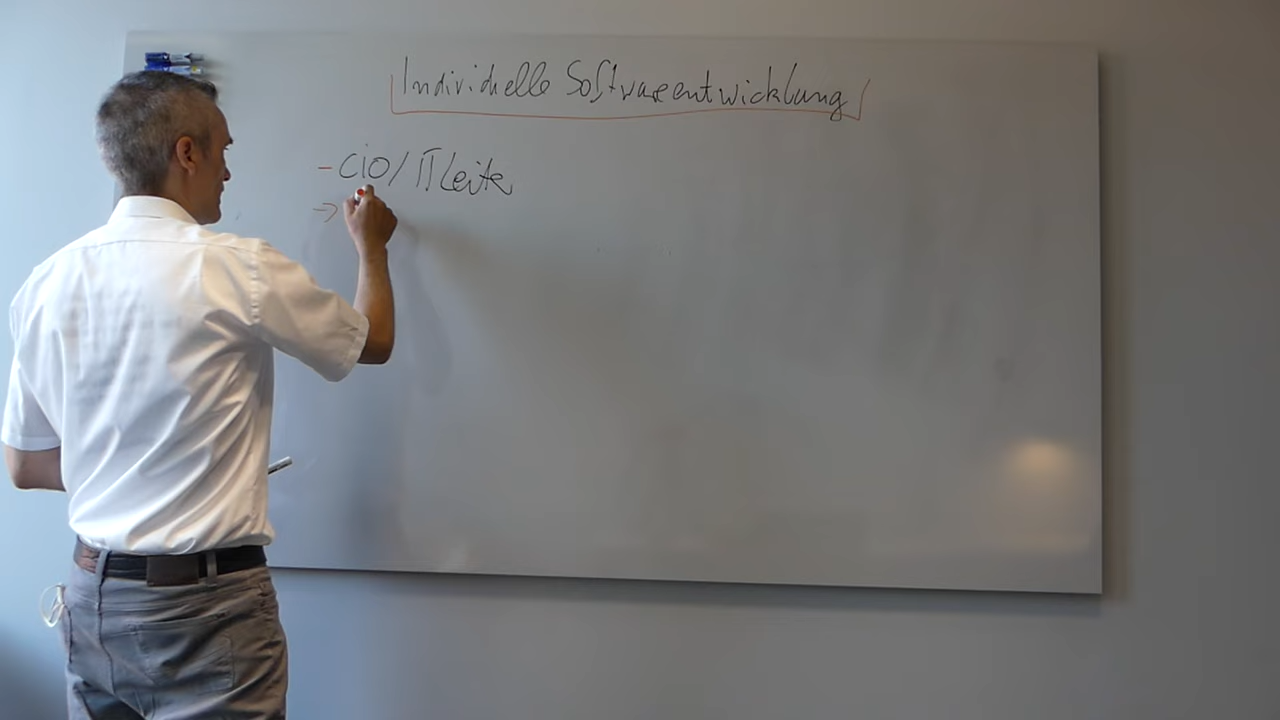 Individuelle Softwareentwicklung
- CIO/ IT Leiter
→